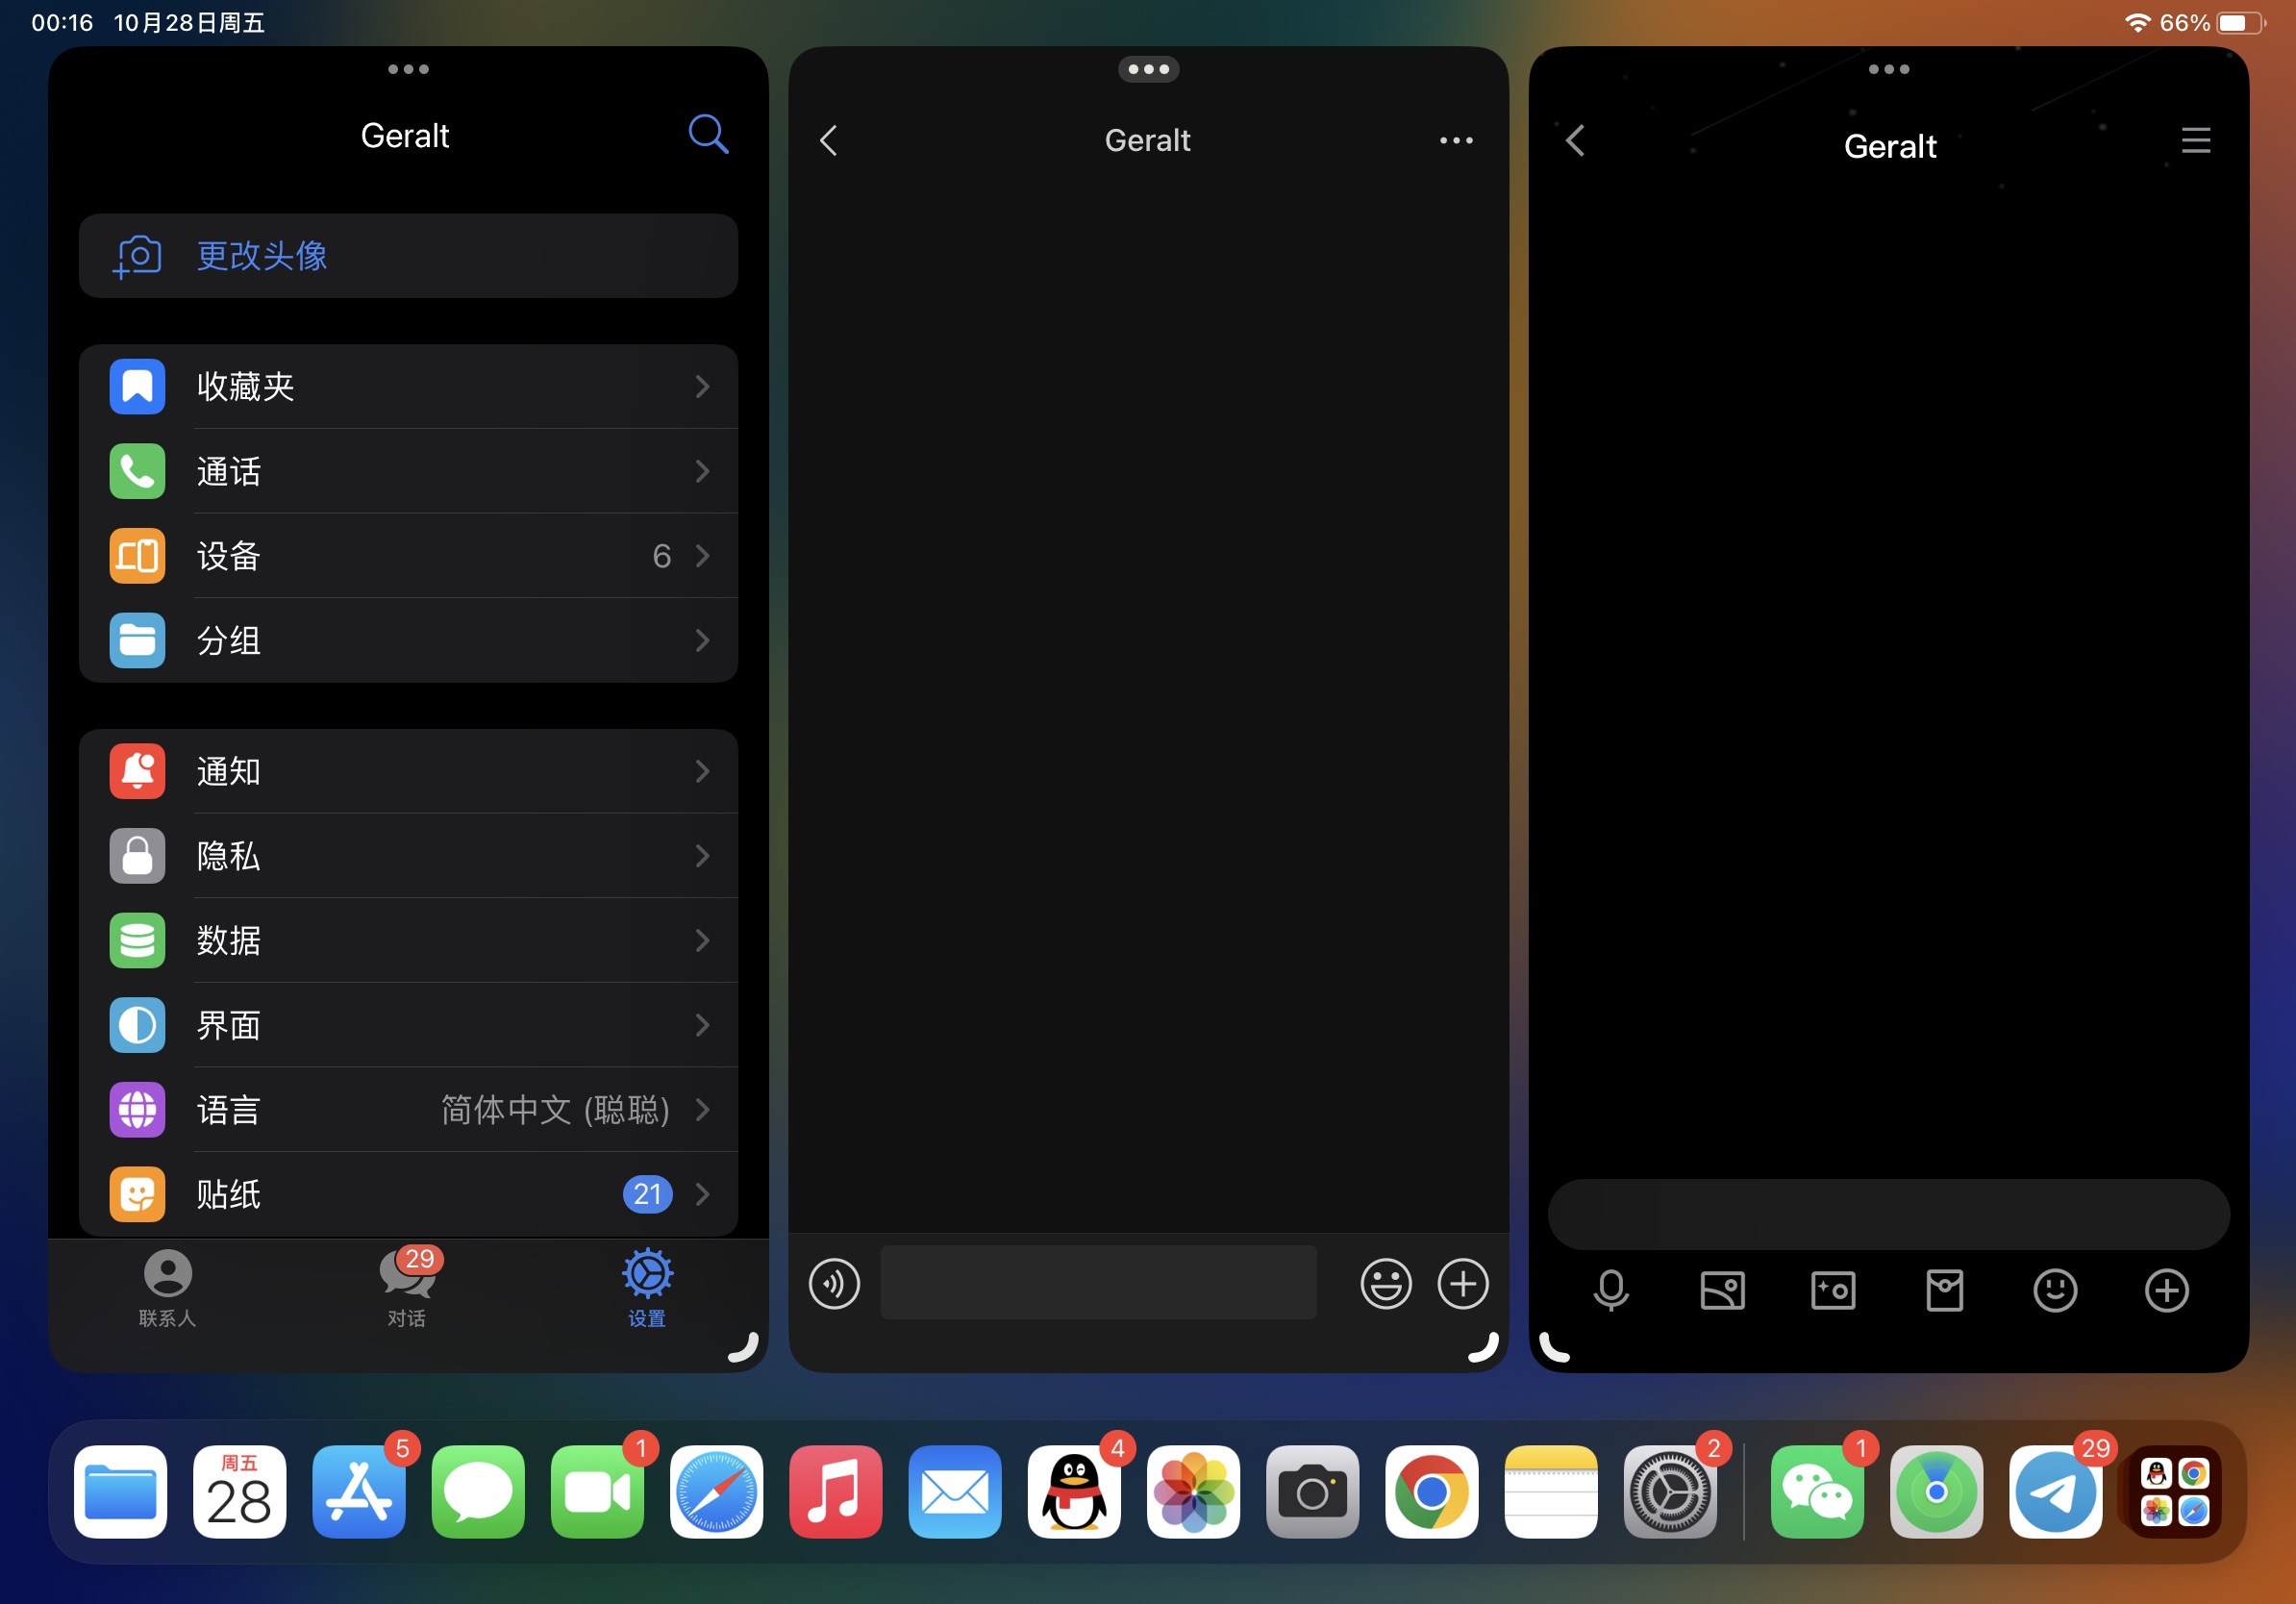 00:16 10月28日周五
66%
Geralt
更改头像
收藏夹
通话
设备 6
分组
通知
隐私
数据
界面
语言 简体中文 (聪聪)
贴纸 21
29
联系人 对话 设置
Geralt
Geralt
周五
28
5
1
4
2
1
29